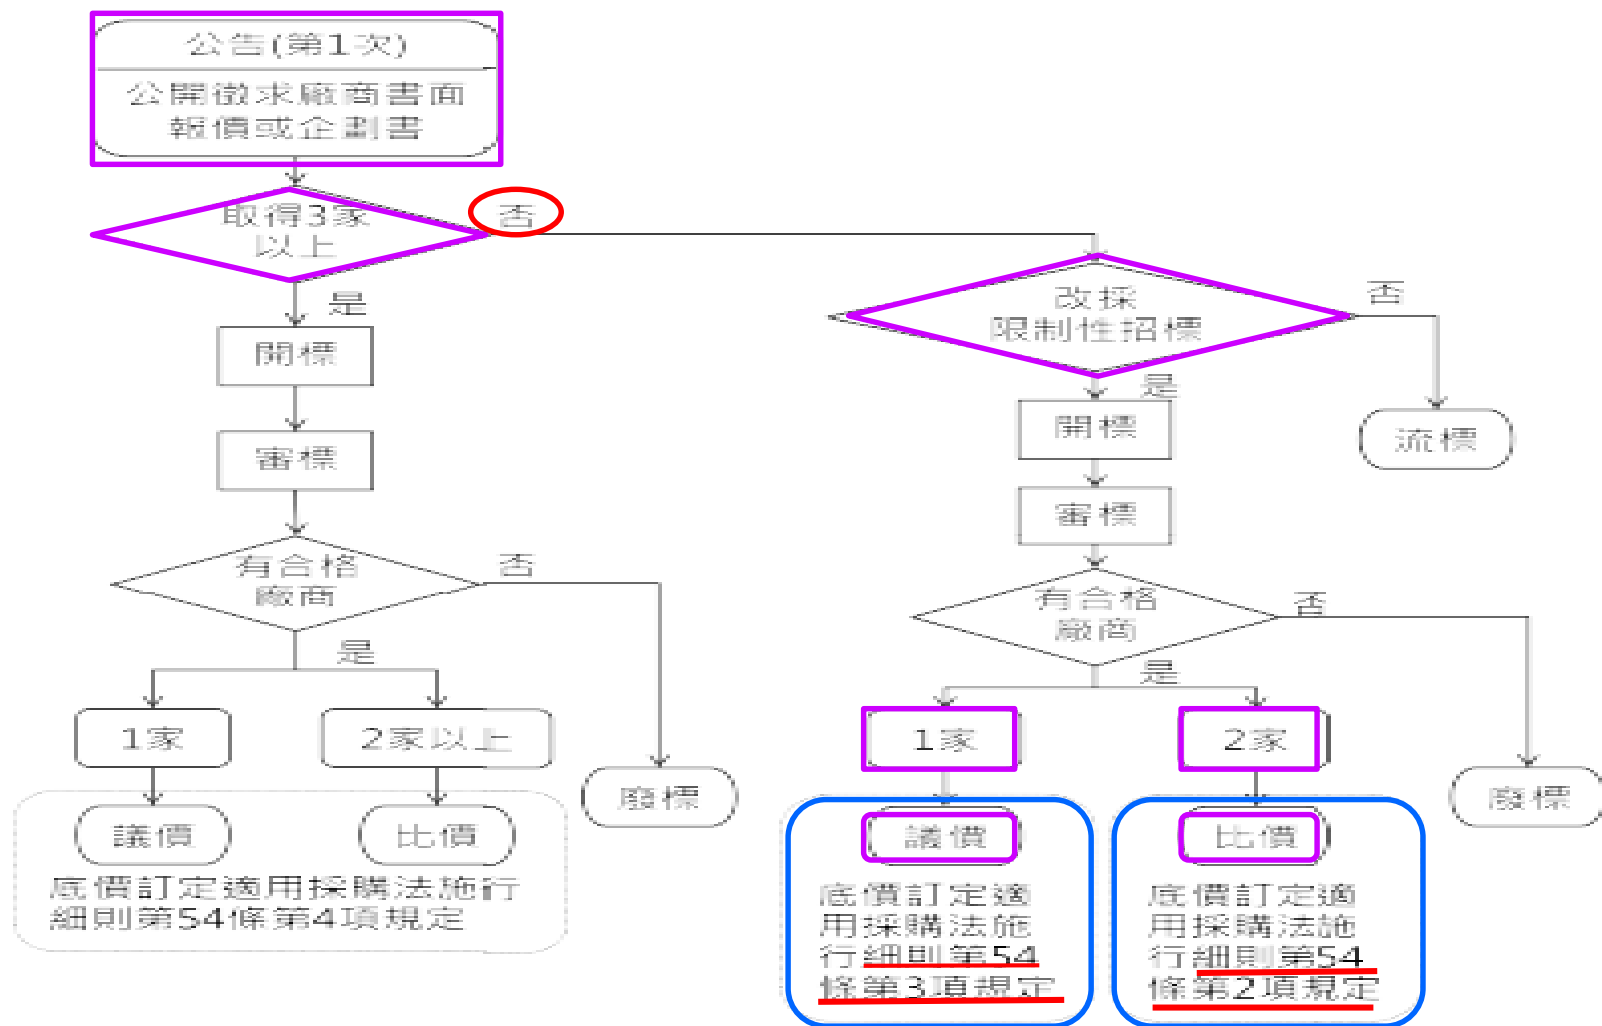 公告(第1次)
公開徵求廠商書面
報價或企劃書
取得3家
以上
否
是
開標
審標
有合格
廠商
否
是
1家
2家以上
廢標
議價
比價
底價訂定適用採購法施行
細則第54條第4項規定
改採
限制性招標
否
是
流標
開標
審標
有合格
廠商
否
是
1家
2家
廢標
議價
底價訂定適
用採購法施
行細則第54
條第3項規定
比價
底價訂定適
用採購法施
行細則第54
條第2項規定